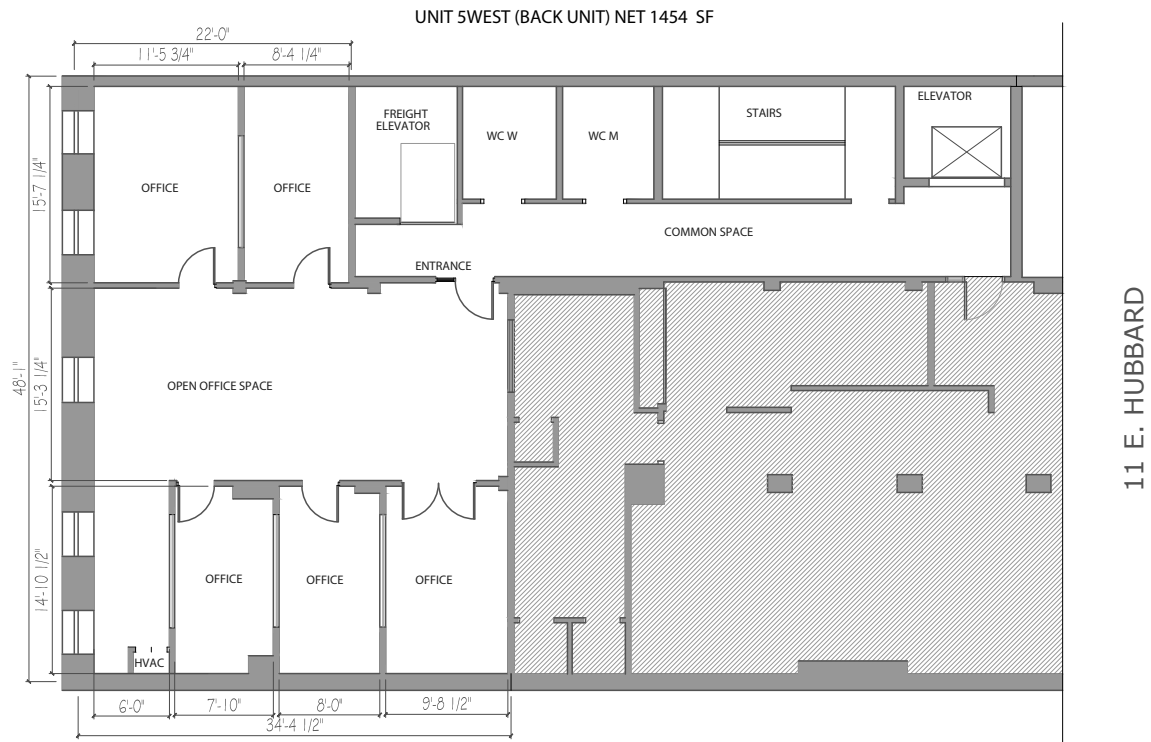 UNIT 5WEST (BACK UNIT) NET 1454 SF
22'-0"
11'-5 3/4"
8'-4 1/4"
ELEVATOR
FREIGHT
ELEVATOR
STAIRS
WC W
WC M
15'-7 1/4"
OFFICE
OFFICE
COMMON SPACE
ENTRANCE
48'-1"
15'-3 1/4"
OPEN OFFICE SPACE
11 E. HUBBARD
14'-10 1/2"
OFFICE
OFFICE
OFFICE
HVAC
6'-0"
7'-10"
8'-0"
9'-8 1/2"
34'-4 1/2"